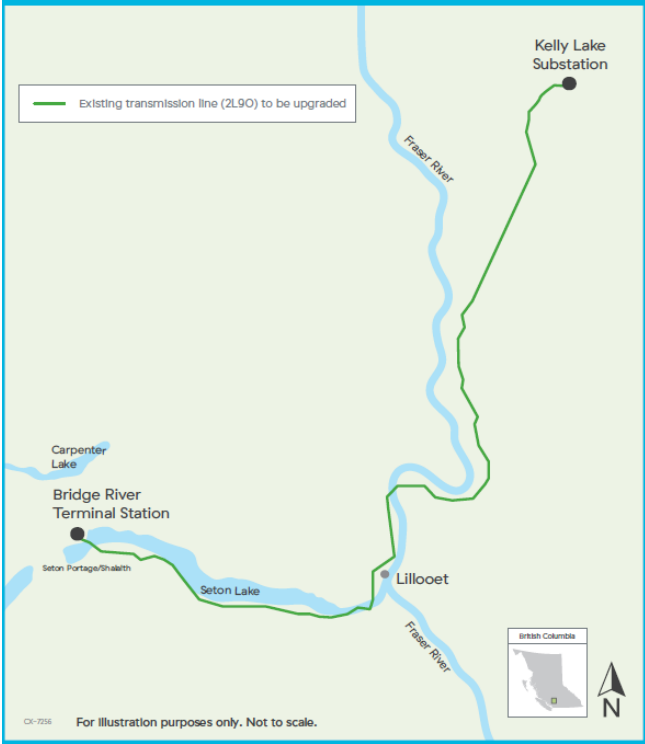 Kelly Lake
Substation
Existing transmission line (2L90) to be upgraded
Fraser River
Carpenter
Lake
Bridge River
Terminal Station
Seton Portage/Shalalth
Seton Lake
Lillooet
Fraser River
British Columbia
N
CX-7256
For illustration purposes only. Not to scale.